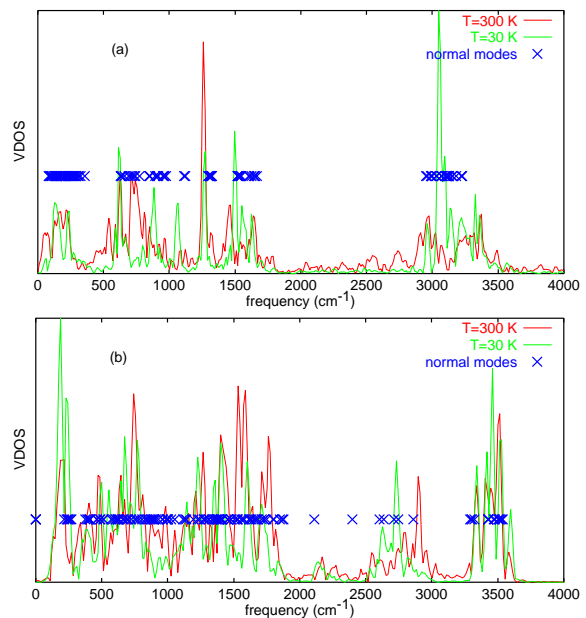 (a)
T=300 K
T=30 K
normal modes
VDOS
0 500 1000 1500 2000 2500 3000 3500 4000
frequency (cm-1)
(b)
T=300 K
T=30 K
normal modes
VDOS
0 500 1000 1500 2000 2500 3000 3500 4000
frequency (cm-1)